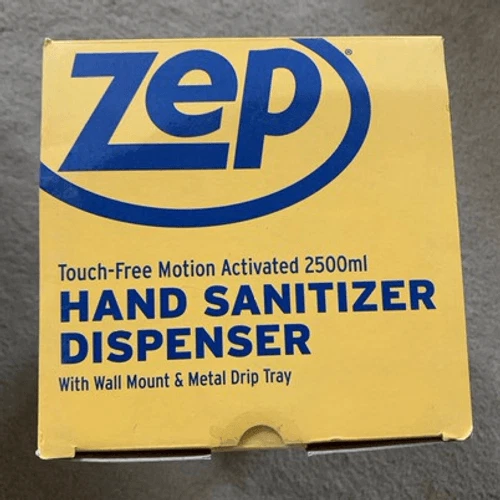 zep®
Touch-Free Motion Activated 2500ml
HAND SANITIZER
DISPENSER
With Wall Mount & Metal Drip Tray